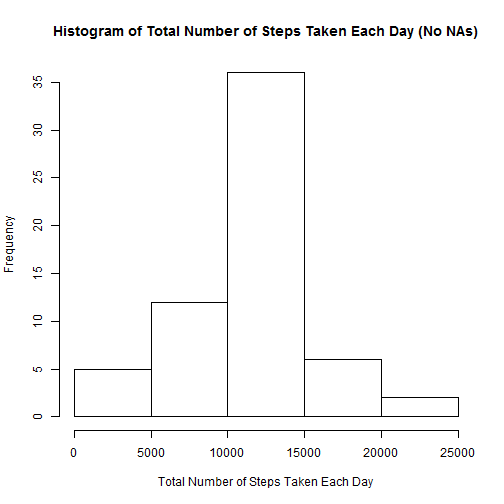 Histogram of Total Number of Steps Taken Each Day (No NAs)
35
30
25
20
15
10
5
0
Frequency
0 5000 10000 15000 20000 25000
Total Number of Steps Taken Each Day